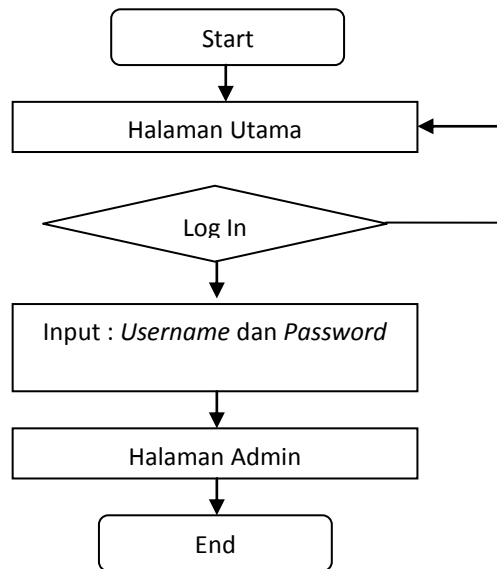 Start
Halaman Utama
Log In
Input : Username dan Password
Halaman Admin
End